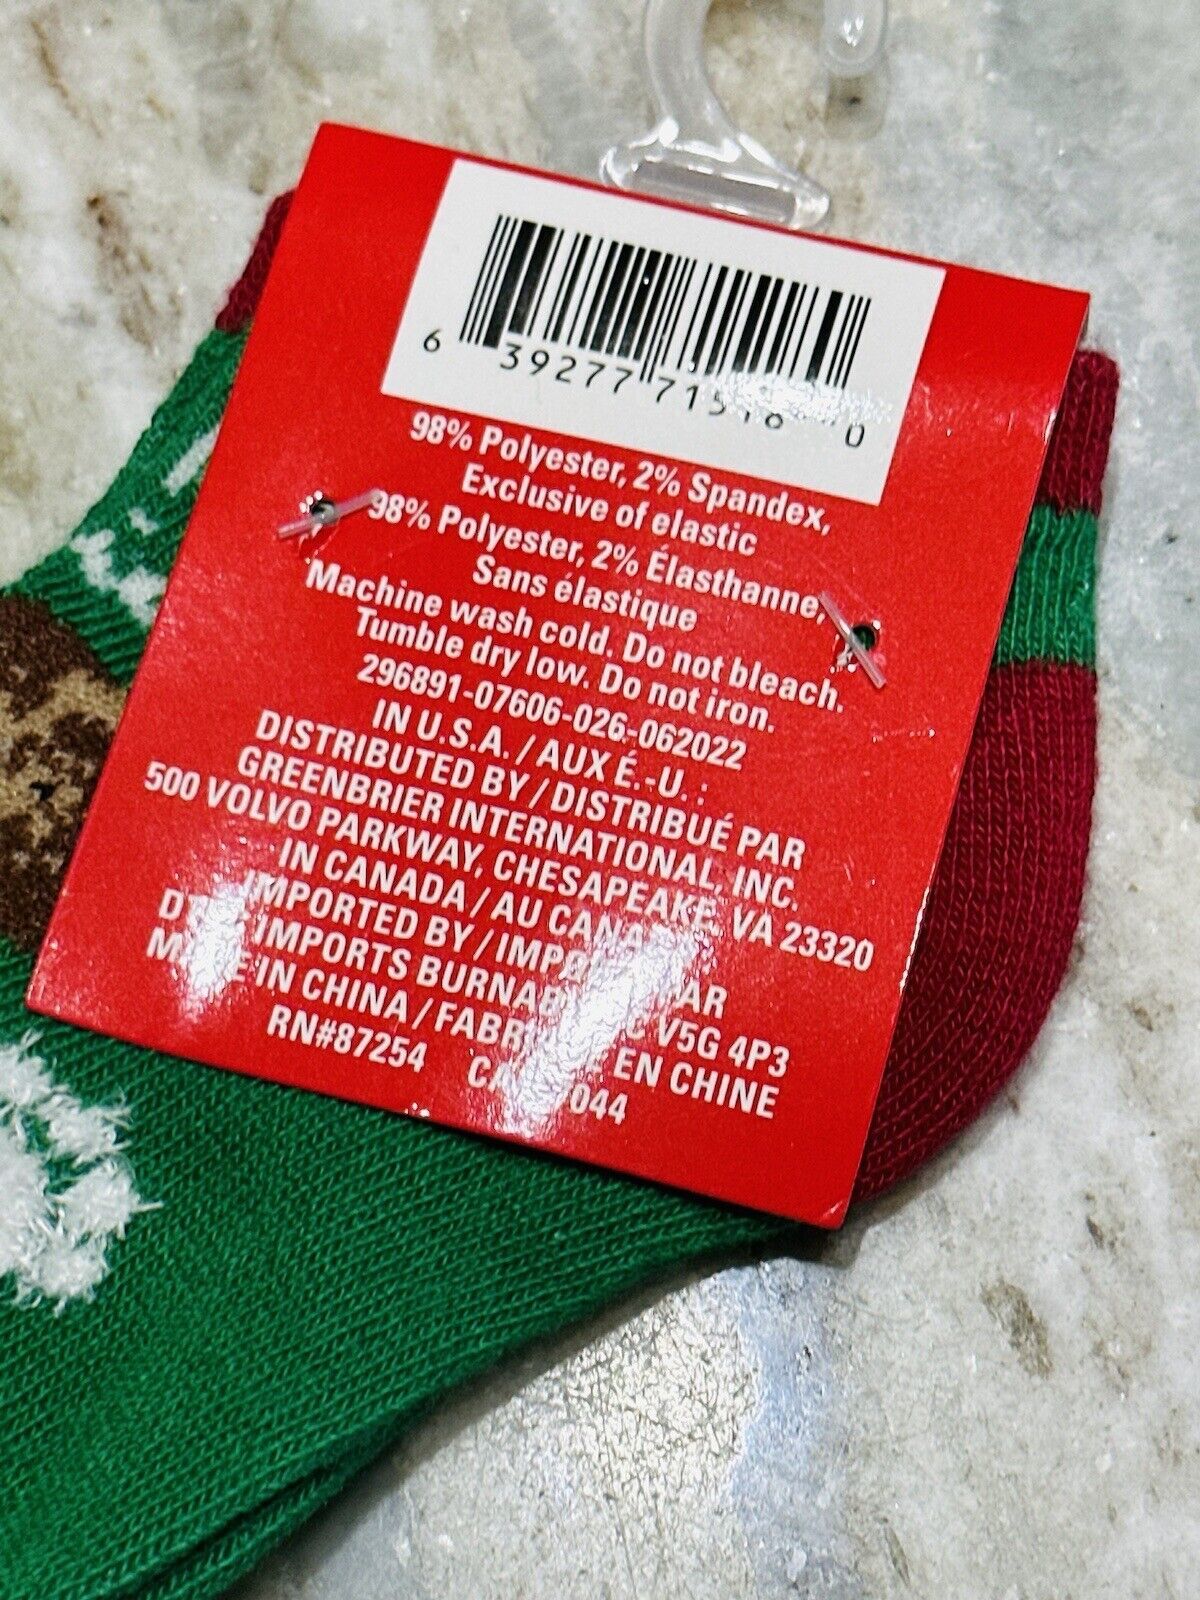 6 39277 71518 0
98% Polyester, 2% Spandex,
Exclusive of elastic
98% Polyester, 2% Élasthanne,
Sans élastique
Machine wash cold. Do not bleach.
Tumble dry low. Do not iron.
296891-07606-026-062022
IN U.S.A. / AUX É.-U. :
DISTRIBUTED BY / DISTRIBUÉ PAR
GREENBRIER INTERNATIONAL, INC.
500 VOLVO PARKWAY, CHESAPEAKE, VA 23320
IN CANADA / AU CANADA
IMPORTED BY / IMPORTÉ PAR
IMPORTS BURNABY, BC V5G 4P3
MADE IN CHINA / FABRIQUÉ EN CHINE
RN#87254